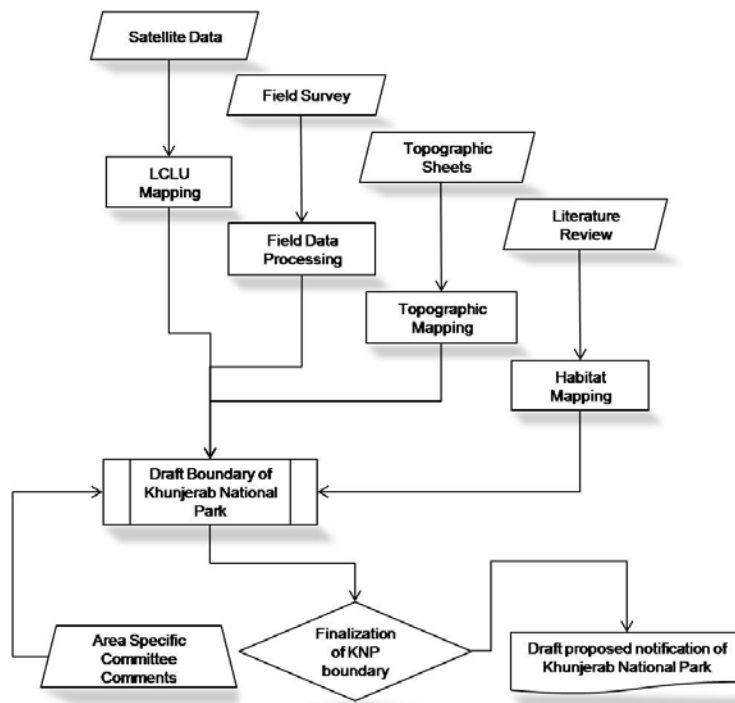 Satellite Data
Field Survey
Topographic
Sheets
Literature
Review
LCLU
Mapping
Field Data
Processing
Topographic
Mapping
Habitat
Mapping
Draft Boundary of
Khunjerab National
Park
Area Specific
Committee
Comments
Finalization
of KNP
boundary
Draft proposed notification of
Khunjerab National Park